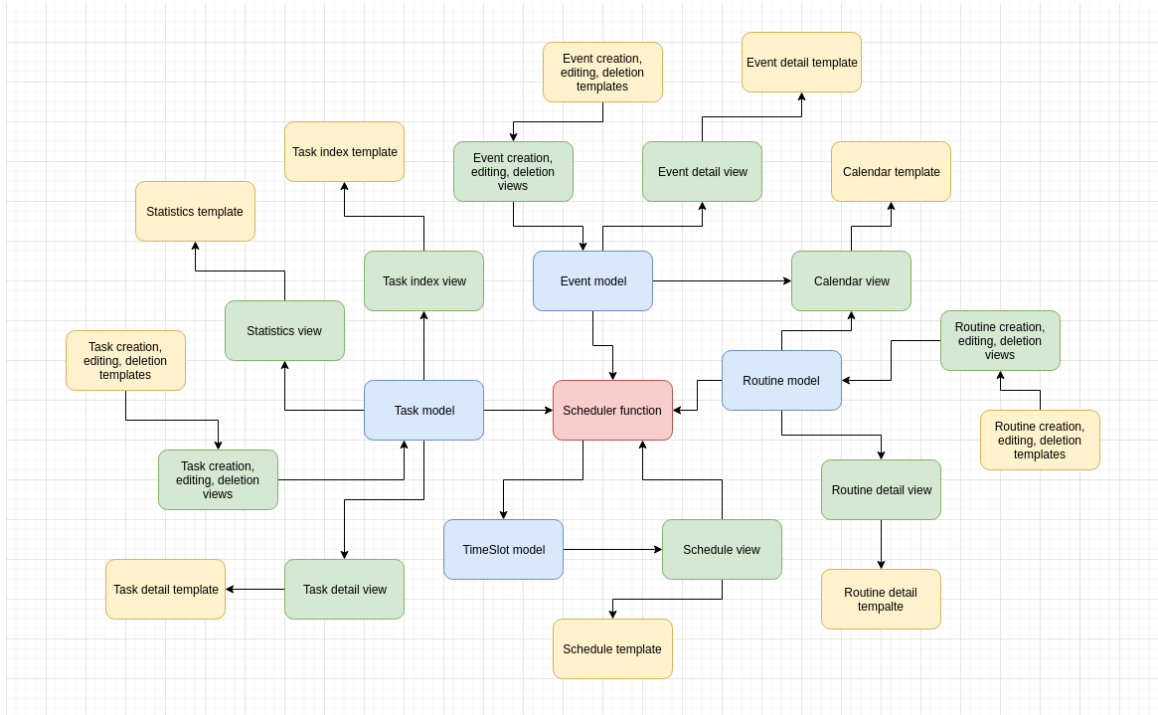 Event creation,
editing, deletion
templates
Event detail template
Task index template
Event creation,
editing, deletion
views
Event detail view
Calendar template
Statistics template
Task index view
Event model
Calendar view
Statistics view
Routine creation,
editing, deletion
views
Task creation,
editing, deletion
templates
Task model
Scheduler function
Routine model
Routine creation,
editing, deletion
templates
Task creation,
editing, deletion
views
Routine detail view
TimeSlot model
Schedule view
Task detail template
Task detail view
Routine detail
tempalte
Schedule template